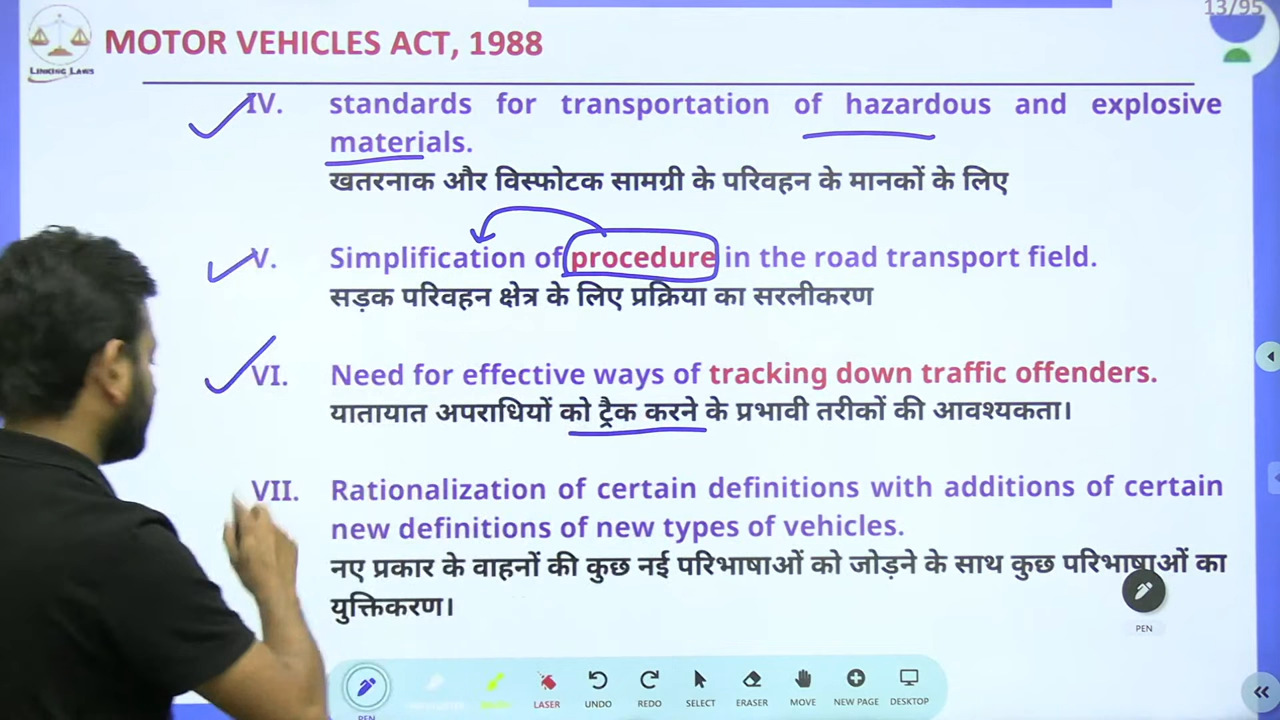 13/95
LINKING LAWS
MOTOR VEHICLES ACT, 1988
IV. standards for transportation of hazardous and explosive
materials.
खतरनाक और विस्फोटक सामग्री के परिवहन के मानकों के लिए
V. Simplification of procedure in the road transport field.
सड़क परिवहन क्षेत्र के लिए प्रक्रिया का सरलीकरण
VI. Need for effective ways of tracking down traffic offenders.
यातायात अपराधियों को ट्रैक करने के प्रभावी तरीकों की आवश्यकता।
VII. Rationalization of certain definitions with additions of certain
new definitions of new types of vehicles.
नए प्रकार के वाहनों की कुछ नई परिभाषाओं को जोड़ने के साथ कुछ परिभाषाओं का
युक्तिकरण।
PEN
PEN LASER UNDO REDO SELECT ERASER MOVE NEW PAGE DESKTOP